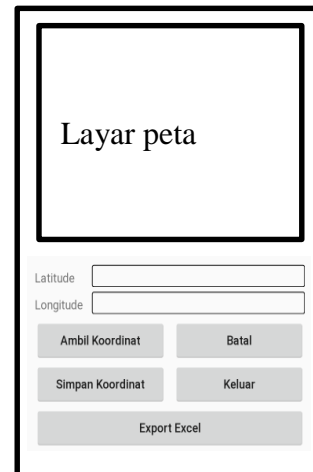 Layar peta
Latitude
Longitude
Ambil Koordinat Batal
Simpan Koordinat Keluar
Export Excel